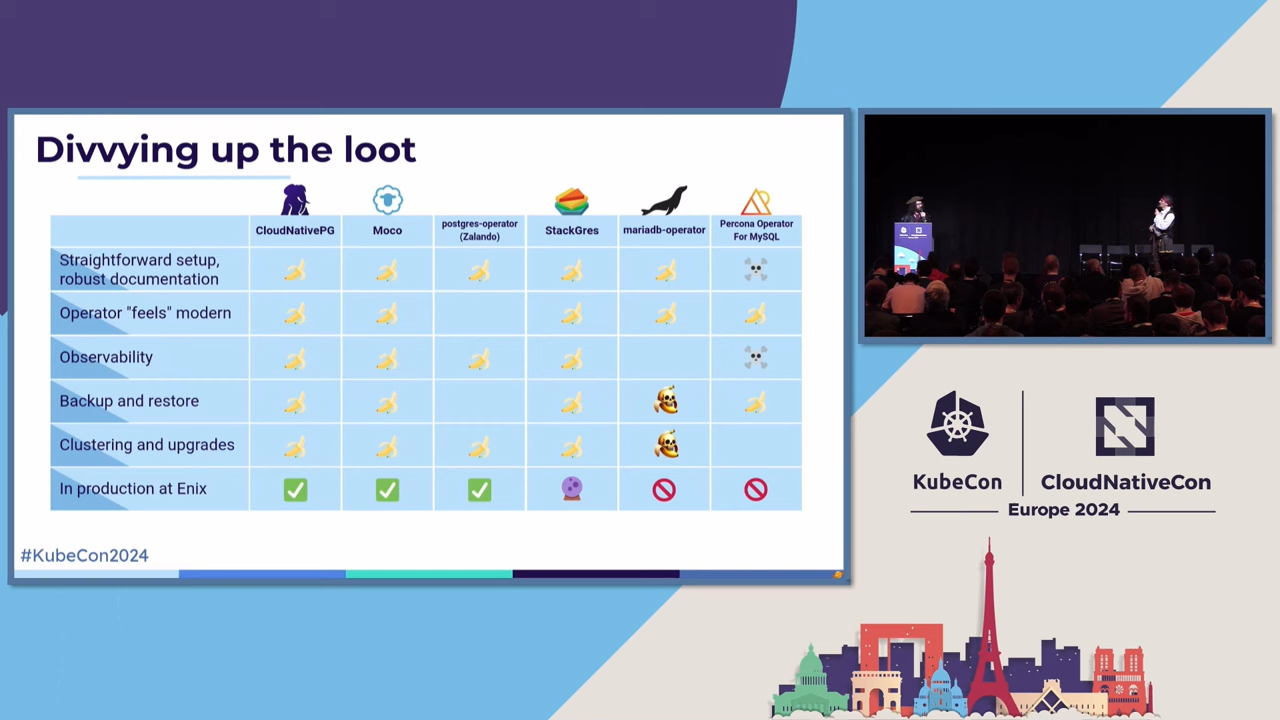 Divvying up the loot
CloudNativePG
Moco
postgres-operator
(Zalando)
StackGres
mariadb-operator
Percona Operator
For MySQL
Straightforward setup,
robust documentation
Operator "feels" modern
Observability
Backup and restore
Clustering and upgrades
In production at Enix
#KubeCon2024
KubeCon
CloudNativeCon
Europe 2024